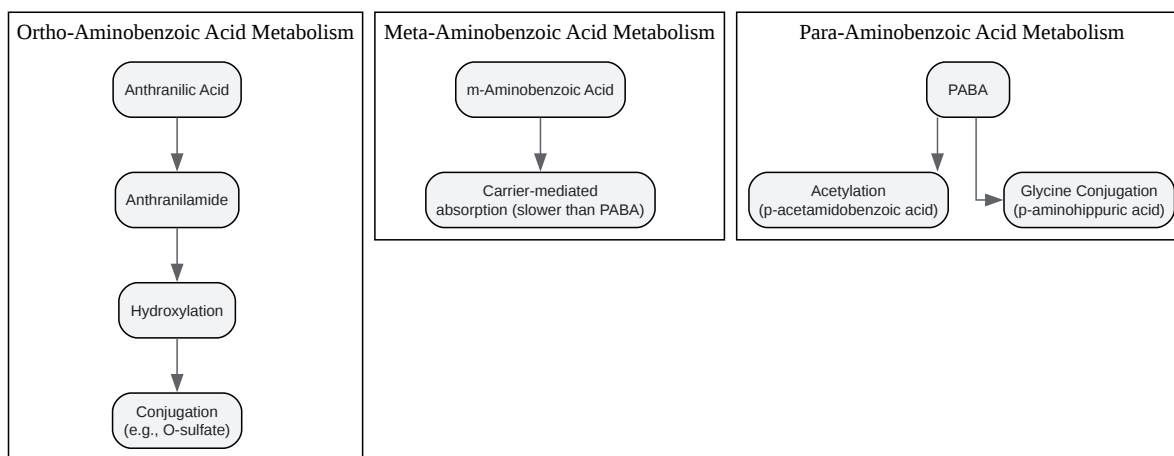 Ortho-Aminobenzoic Acid Metabolism
Anthranilic Acid
Anthranilamide
Hydroxylation
Conjugation
(e.g., O-sulfate)
Meta-Aminobenzoic Acid Metabolism
m-Aminobenzoic Acid
Carrier-mediated
absorption (slower than PABA)
Para-Aminobenzoic Acid Metabolism
PABA
Acetylation
(p-acetamidobenzoic acid)
Glycine Conjugation
(p-aminohippuric acid)